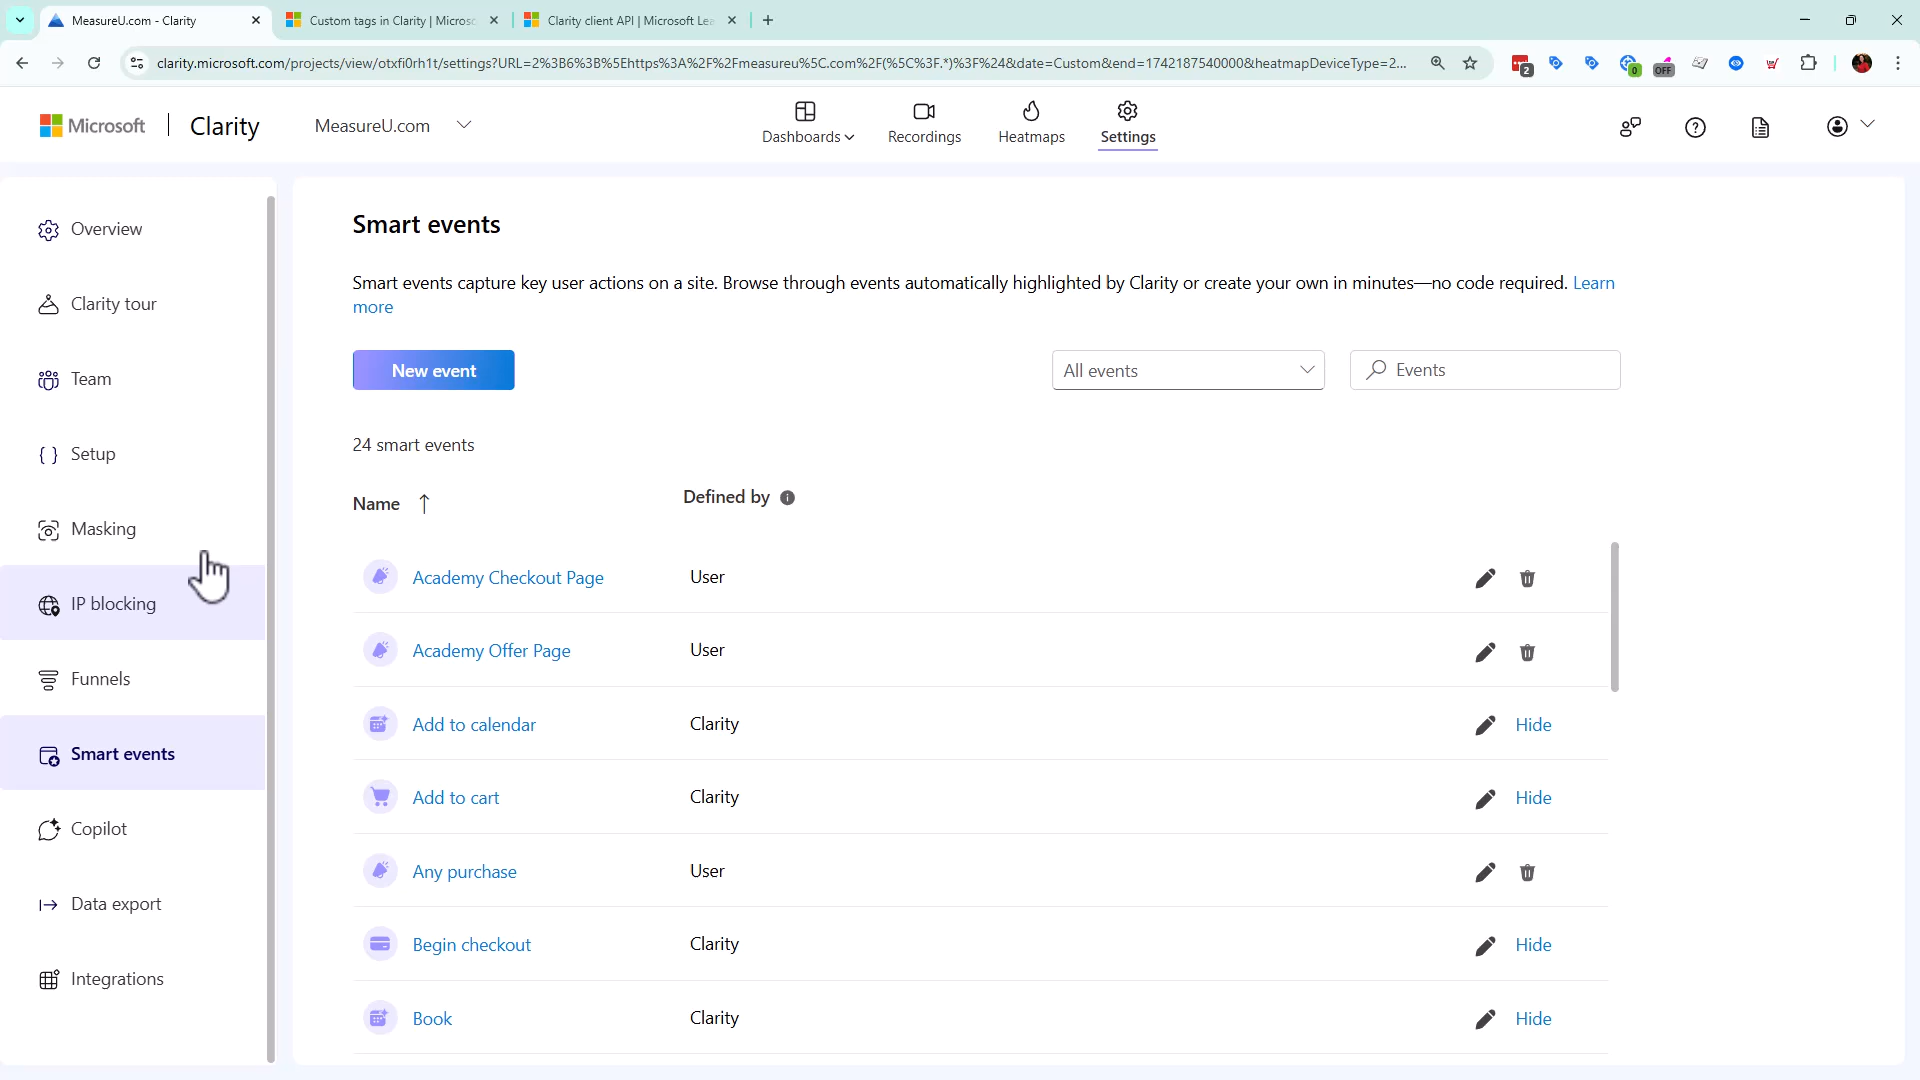 MeasureU.com - Clarity
Custom tags in Clarity | Micros
Clarity client API | Microsoft Le
clarity.microsoft.com/projects/view/otxfi0rh1t/settings?URL=2%3B6%3B%5Ehttps%3A%2F%2Fmeasureu%5C.com%2F(%5C%3F.*)%3F%24&date=Custom&end=1742187540000&heatmapDeviceType=2...
2
0
OFF
Microsoft | Clarity
MeasureU.com
Dashboards
Recordings
Heatmaps
Settings
Overview
Clarity tour
Team
Setup
Masking
IP blocking
Funnels
Smart events
Copilot
Data export
Integrations
Smart events
Smart events capture key user actions on a site. Browse through events automatically highlighted by Clarity or create your own in minutes—no code required. Learn
more
New event
All events
Events
24 smart events
Name ↑ Defined by
Academy Checkout Page User
Academy Offer Page User
Add to calendar Clarity Hide
Add to cart Clarity Hide
Any purchase User
Begin checkout Clarity Hide
Book Clarity Hide